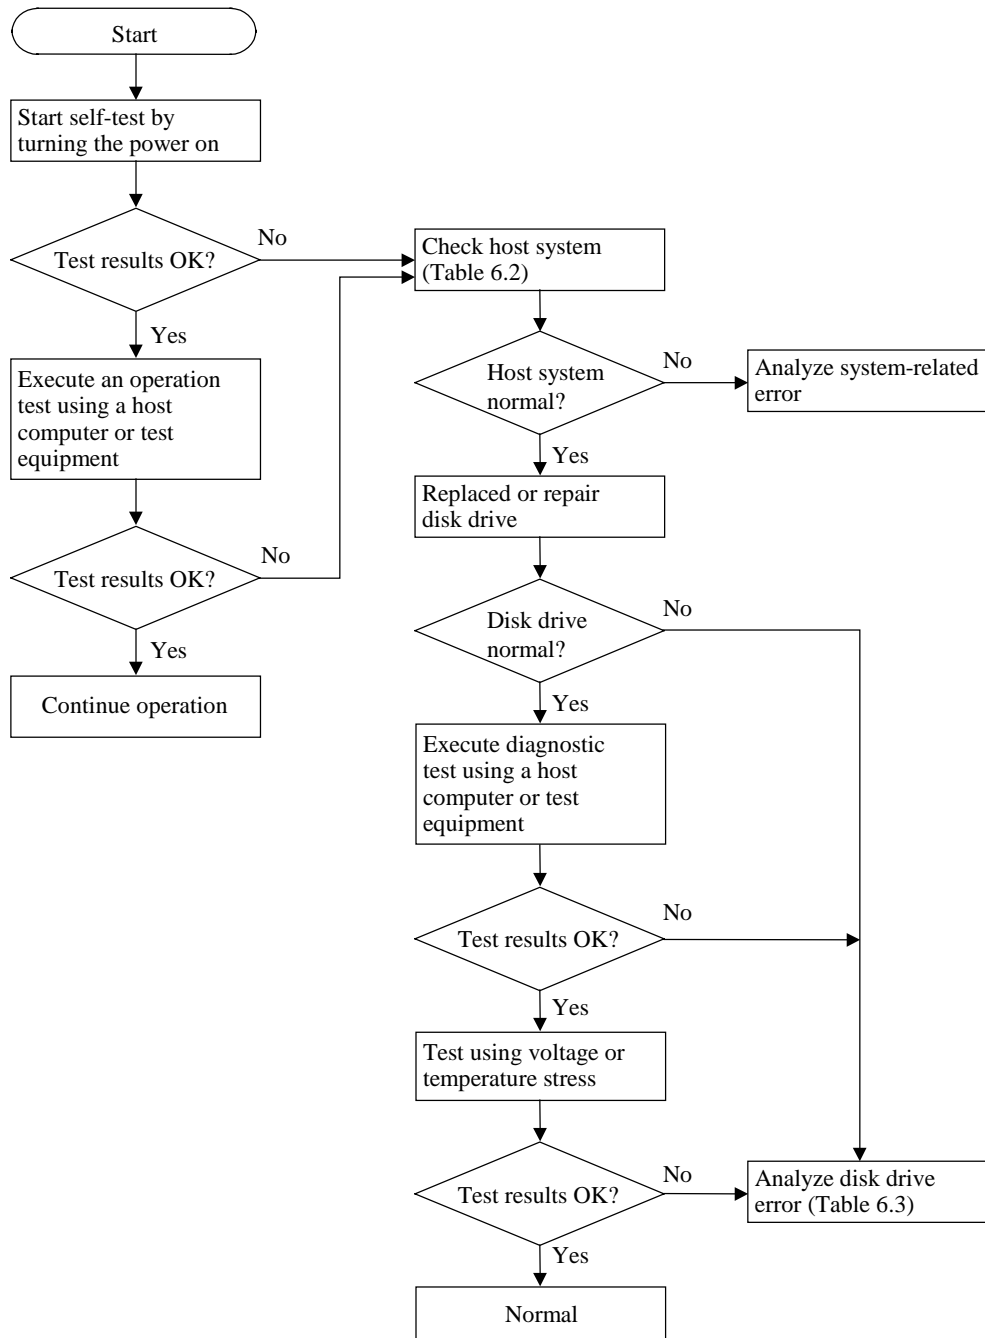 Start
Start self-test by
turning the power on
Test results OK?
No
Yes
Execute an operation
test using a host
computer or test
equipment
Test results OK?
No
Yes
Continue operation
Check host system
(Table 6.2)
Host system
normal?
No
Analyze system-related
error
Yes
Replaced or repair
disk drive
Disk drive
normal?
No
Yes
Execute diagnostic
test using a host
computer or test
equipment
Test results OK?
No
Yes
Test using voltage or
temperature stress
Test results OK?
No
Analyze disk drive
error (Table 6.3)
Yes
Normal